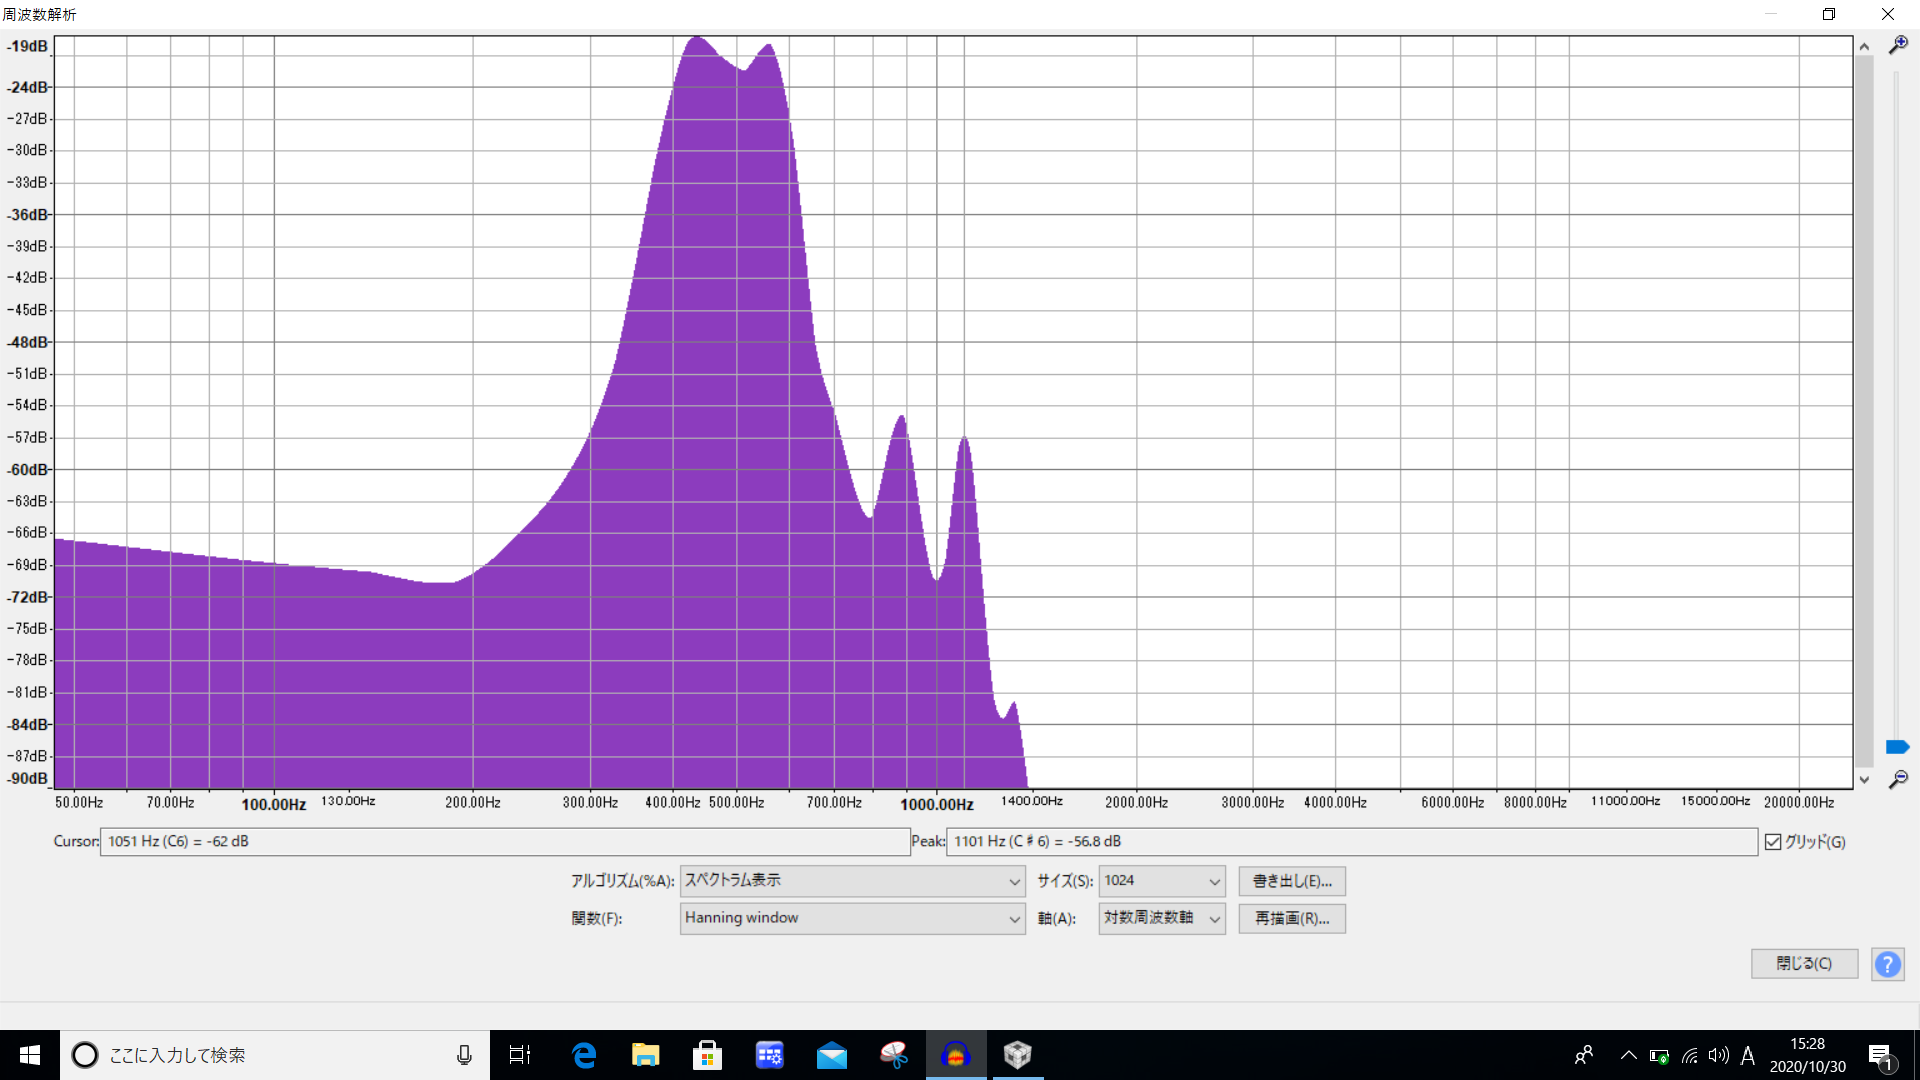 周波数解析
-19dB
-24dB
-27dB
-30dB
-33dB
-36dB
-39dB
-42dB
-45dB
-48dB
-51dB
-54dB
-57dB
-60dB
-63dB
-66dB
-69dB
-72dB
-75dB
-78dB
-81dB
-84dB
-87dB
-90dB
50.00Hz 70.00Hz 100.00Hz 130.00Hz 200.00Hz 300.00Hz 400.00Hz 500.00Hz 700.00Hz 1000.00Hz 1400.00Hz 2000.00Hz 3000.00Hz 4000.00Hz 6000.00Hz 8000.00Hz 11000.00Hz 15000.00Hz 20000.00Hz
Cursor: 1051 Hz (C6) = -62 dB Peak: 1101 Hz (C♯6) = -56.8 dB グリッド(G)
アルゴリズム(%A): スペクトラム表示 サイズ(S): 1024 書き出し(E)...
関数(F): Hanning window 軸(A): 対数周波数軸 再描画(R)...
閉じる(C) ?
ここに入力して検索
A
15:28
2020/10/30
1